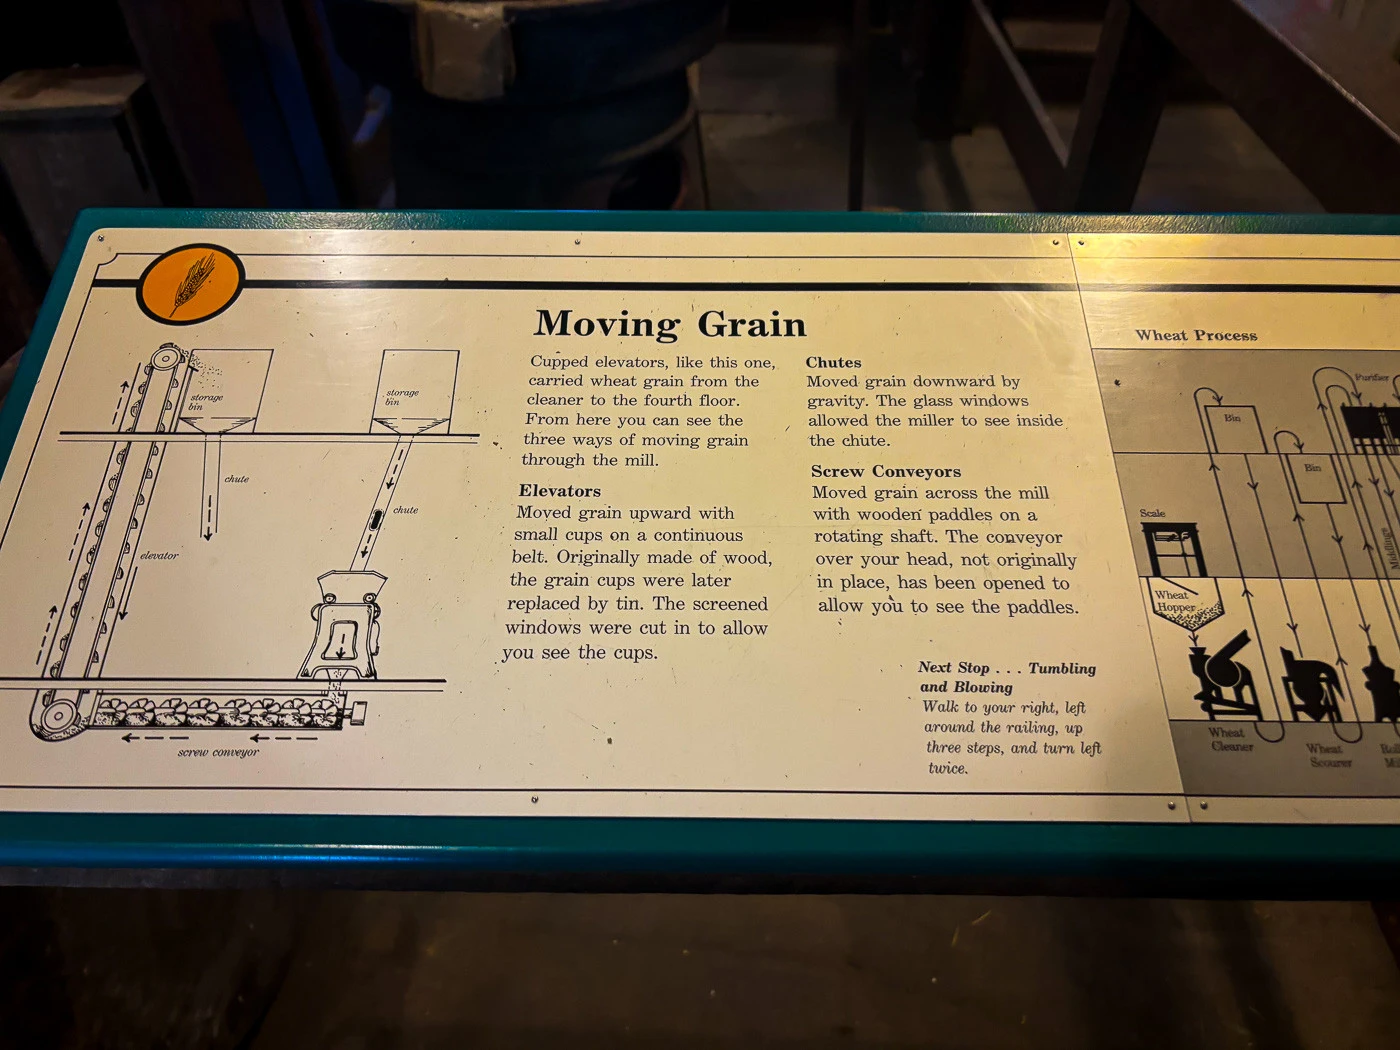 Moving Grain
Cupped elevators, like this one,
carried wheat grain from the
cleaner to the fourth floor.
From here you can see the
three ways of moving grain
through the mill.
Elevators
Moved grain upward with
small cups on a continuous
belt. Originally made of wood,
the grain cups were later
replaced by tin. The screened
windows were cut in to allow
you see the cups.
Chutes
Moved grain downward by
gravity. The glass windows
allowed the miller to see inside
the chute.
Screw Conveyors
Moved grain across the mill
with wooden paddles on a
rotating shaft. The conveyor
over your head, not originally
in place, has been opened to
allow you to see the paddles.
Next Stop . . . Tumbling
and Blowing
Walk to your right, left
around the railing, up
three steps, and turn left
twice.
storage
bin
storage
bin
chute
chute
elevator
screw conveyor
Wheat Process
Purifier
Bin
Bin
Scale
Middlings
Wheat
Hopper
Wheat
Cleaner
Wheat
Scourer